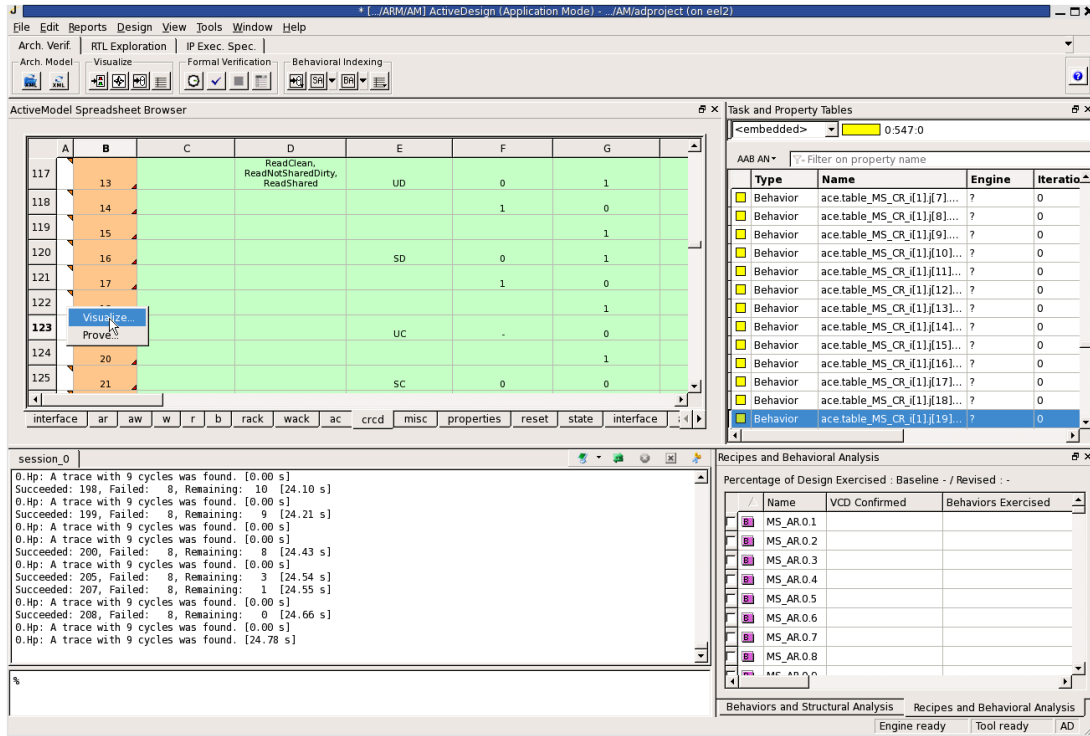 * [.../ARM/AM] ActiveDesign (Application Mode) - .../AM/adproject (on eel2)
File Edit Reports Design View Tools Window Help
Arch. Verif. RTL Exploration IP Exec. Spec.
Arch. Model Visualize Formal Verification Behavioral Indexing
ActiveModel Spreadsheet Browser
A B C D E F G
117 13 ReadClean, ReadNotSharedDirty, ReadShared UD 0 1
118 14 1 0
119 15 1
120 16 SD 0 1
121 17 1 0
122 1
123 UC - 0
124 20 1
125 21 SC 0 0
Visualize...
Prove...
interface ar aw w r b rack wack ac crcd misc properties reset state interface
Task and Property Tables
<embedded> 0:547:0
AAB AN Filter on property name
Type Name Engine Iteratio
Behavior ace.table_MS_CR_i[1].j[7].... ? 0
Behavior ace.table_MS_CR_i[1].j[8].... ? 0
Behavior ace.table_MS_CR_i[1].j[9].... ? 0
Behavior ace.table_MS_CR_i[1].j[10]... ? 0
Behavior ace.table_MS_CR_i[1].j[11]... ? 0
Behavior ace.table_MS_CR_i[1].j[12]... ? 0
Behavior ace.table_MS_CR_i[1].j[13]... ? 0
Behavior ace.table_MS_CR_i[1].j[14]... ? 0
Behavior ace.table_MS_CR_i[1].j[15]... ? 0
Behavior ace.table_MS_CR_i[1].j[16]... ? 0
Behavior ace.table_MS_CR_i[1].j[17]... ? 0
Behavior ace.table_MS_CR_i[1].j[18]... ? 0
Behavior ace.table_MS_CR_i[1].j[19]... ? 0
session_0
0.Hp: A trace with 9 cycles was found. [0.00 s]
Succeeded: 198, Failed: 8, Remaining: 10 [24.10 s]
0.Hp: A trace with 9 cycles was found. [0.00 s]
Succeeded: 199, Failed: 8, Remaining: 9 [24.21 s]
0.Hp: A trace with 9 cycles was found. [0.00 s]
Succeeded: 200, Failed: 8, Remaining: 8 [24.43 s]
0.Hp: A trace with 9 cycles was found. [0.00 s]
Succeeded: 205, Failed: 8, Remaining: 3 [24.54 s]
Succeeded: 207, Failed: 8, Remaining: 1 [24.55 s]
0.Hp: A trace with 9 cycles was found. [0.00 s]
Succeeded: 208, Failed: 8, Remaining: 0 [24.66 s]
0.Hp: A trace with 9 cycles was found. [0.00 s]
0.Hp: A trace with 9 cycles was found. [24.78 s]
%
Recipes and Behavioral Analysis
Percentage of Design Exercised : Baseline - / Revised : -
Name VCD Confirmed Behaviors Exercised
B MS_AR.0.1
B MS_AR.0.2
B MS_AR.0.3
B MS_AR.0.4
B MS_AR.0.5
B MS_AR.0.6
B MS_AR.0.7
B MS_AR.0.8
Behaviors and Structural Analysis Recipes and Behavioral Analysis
Engine ready Tool ready AD